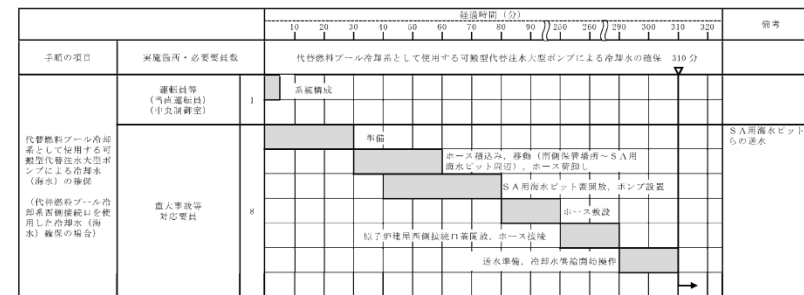 経過時間（分）
備考
10 20 30 40 50 60 70 80 90 250 260 290 300 310 320
手順の項目
実施箇所・必要要員数
代替燃料プール冷却系として使用する可搬型代替注水大型ポンプによる冷却水の確保 310分
代替燃料プール冷却
系として使用する可
搬型代替注水大型ポ
ンプによる冷却水
（海水）の確保
（代替燃料プール冷
却系西側接続口を使
用した冷却水（海
水）確保の場合）
運転員等
（当直運転員）
（中央制御室）
1
系統構成
重大事故等
対応要員
8
準備
ホース積込み，移動（南側保管場所～ＳＡ用
海水ピット周辺），ホース荷卸し
ＳＡ用海水ピット蓋開放，ポンプ設置
ホース敷設
原子炉建屋西側接続口蓋開放，ホース接続
送水準備，冷却水供給開始操作
ＳＡ用海水ピット
らの送水